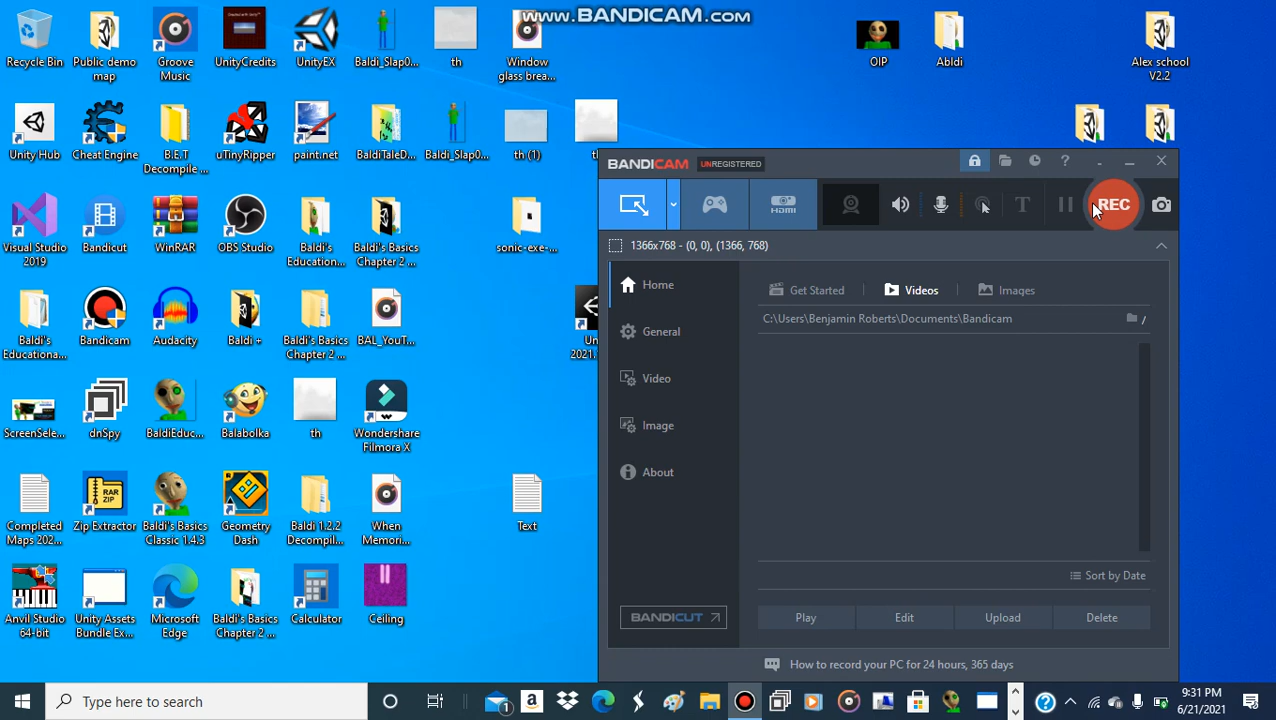 www.BANDICAM.com
Recycle Bin
Public demo
map
Groove
Music
UnityCredits
UnityEX
Baldi_Slap0...
th
Window
glass brea...
OIP
Abldi
Alex school
V2.2
Unity Hub
Cheat Engine
B.E.T
Decompile ...
uTinyRipper
paint.net
BaldiTaleD...
Baldi_Slap0...
th (1)
BANDICAM UNREGISTERED
REC
HDMI
1366x768 - (0, 0), (1366, 768)
Visual Studio
2019
Bandicut
WinRAR
OBS Studio
Baldi's
Education...
Baldi's Basics
Chapter 2 ...
sonic-exe-...
Home
General
Video
Image
About
Get Started
Videos
Images
C:\Users\Benjamin Roberts\Documents\Bandicam
Baldi's
Educationa...
Bandicam
Audacity
Baldi +
Baldi's Basics
Chapter 2 ...
BAL_YouT...
Un
2021.
ScreenSele...
dnSpy
BaldiEduc...
Balabolka
th
Wondershare
Filmora X
Completed
Maps 202...
RAR
ZIP
Zip Extractor
Baldi's Basics
Classic 1.4.3
Geometry
Dash
Baldi 1.2.2
Decompil...
When
Memori...
Text
Sort by Date
Anvil Studio
64-bit
Unity Assets
Bundle Ex...
Microsoft
Edge
Baldi's Basics
Chapter 2 ...
Calculator
Ceiling
BANDICUT
Play
Edit
Upload
Delete
How to record your PC for 24 hours, 365 days
Type here to search
1
9:31 PM
6/21/2021